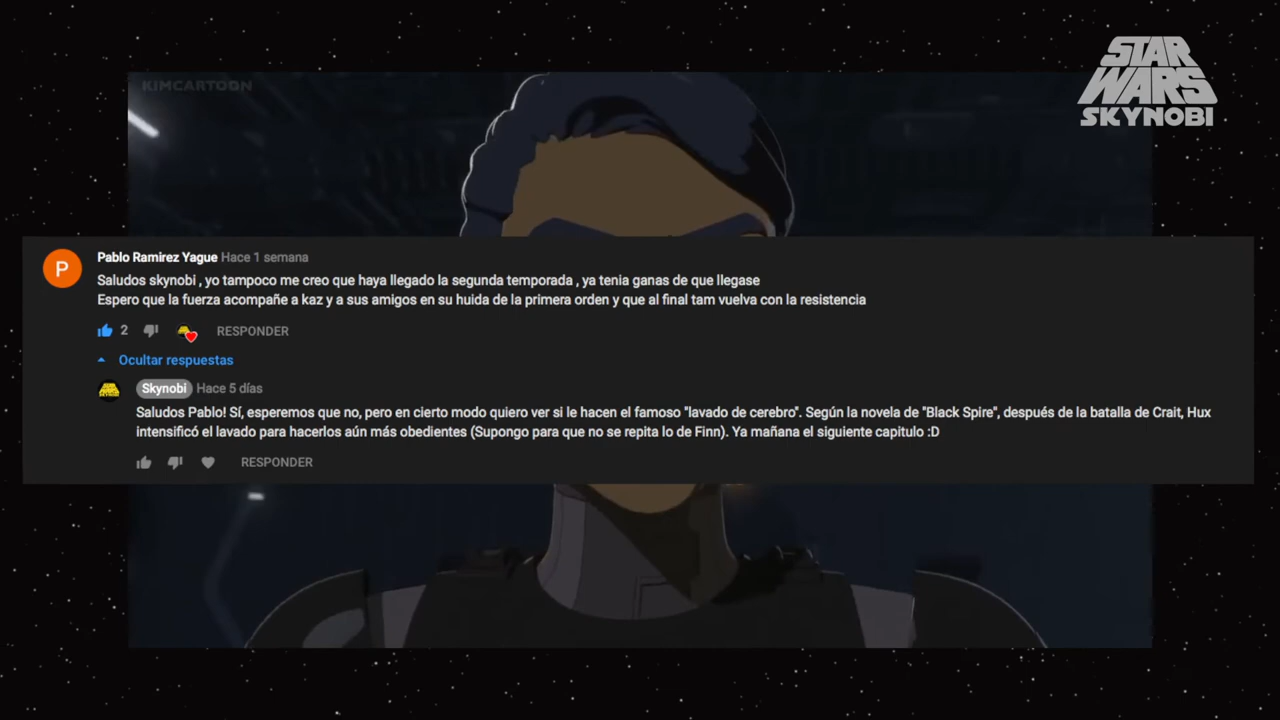 KIMCARTOON
STAR
WARS
SKYNOBI
P
Pablo Ramirez Yague Hace 1 semana
Saludos skynobi , yo tampoco me creo que haya llegado la segunda temporada , ya tenia ganas de que llegase
Espero que la fuerza acompañe a kaz y a sus amigos en su huida de la primera orden y que al final tam vuelva con la resistencia
2 RESPONDER
Ocultar respuestas
Skynobi Hace 5 días
Saludos Pablo! Sí, esperemos que no, pero en cierto modo quiero ver si le hacen el famoso "lavado de cerebro". Según la novela de "Black Spire", después de la batalla de Crait, Hux
intensificó el lavado para hacerlos aún más obedientes (Supongo para que no se repita lo de Finn). Ya mañana el siguiente capitulo :D
RESPONDER